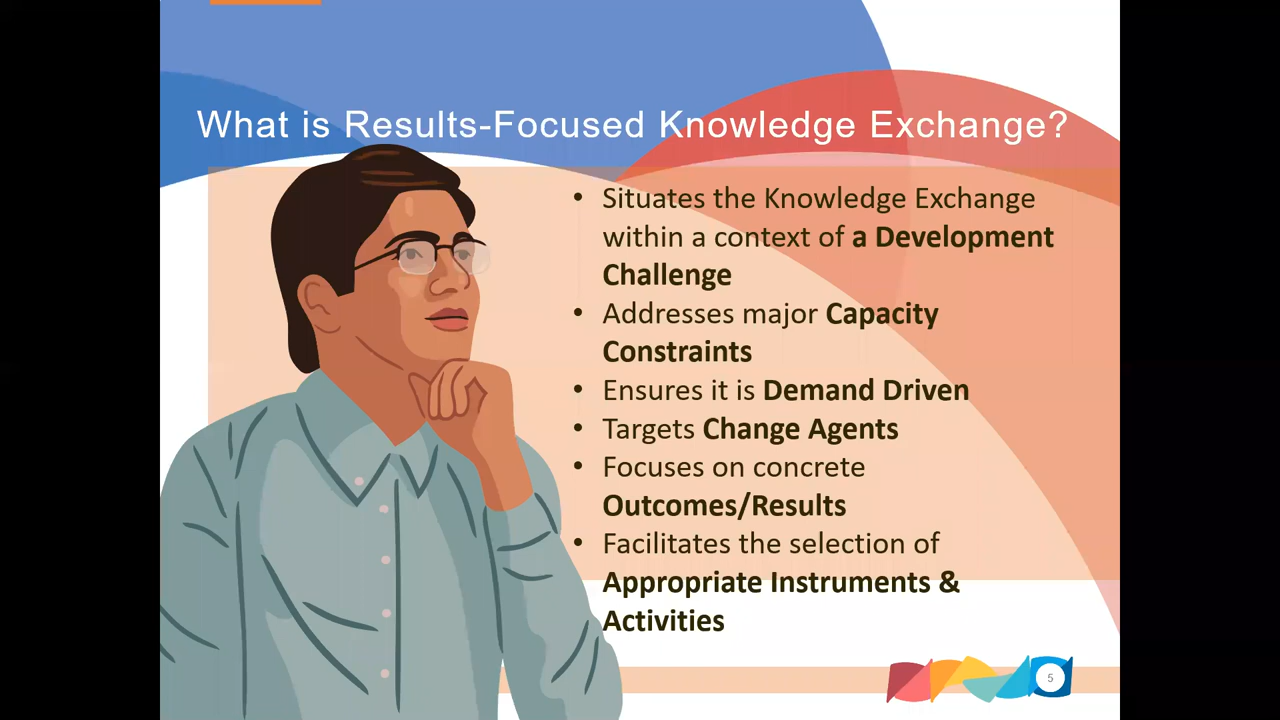 What is Results-Focused Knowledge Exchange?
• Situates the Knowledge Exchange
within a context of a Development
Challenge
• Addresses major Capacity
Constraints
• Ensures it is Demand Driven
• Targets Change Agents
• Focuses on concrete
Outcomes/Results
• Facilitates the selection of
Appropriate Instruments &
Activities
5